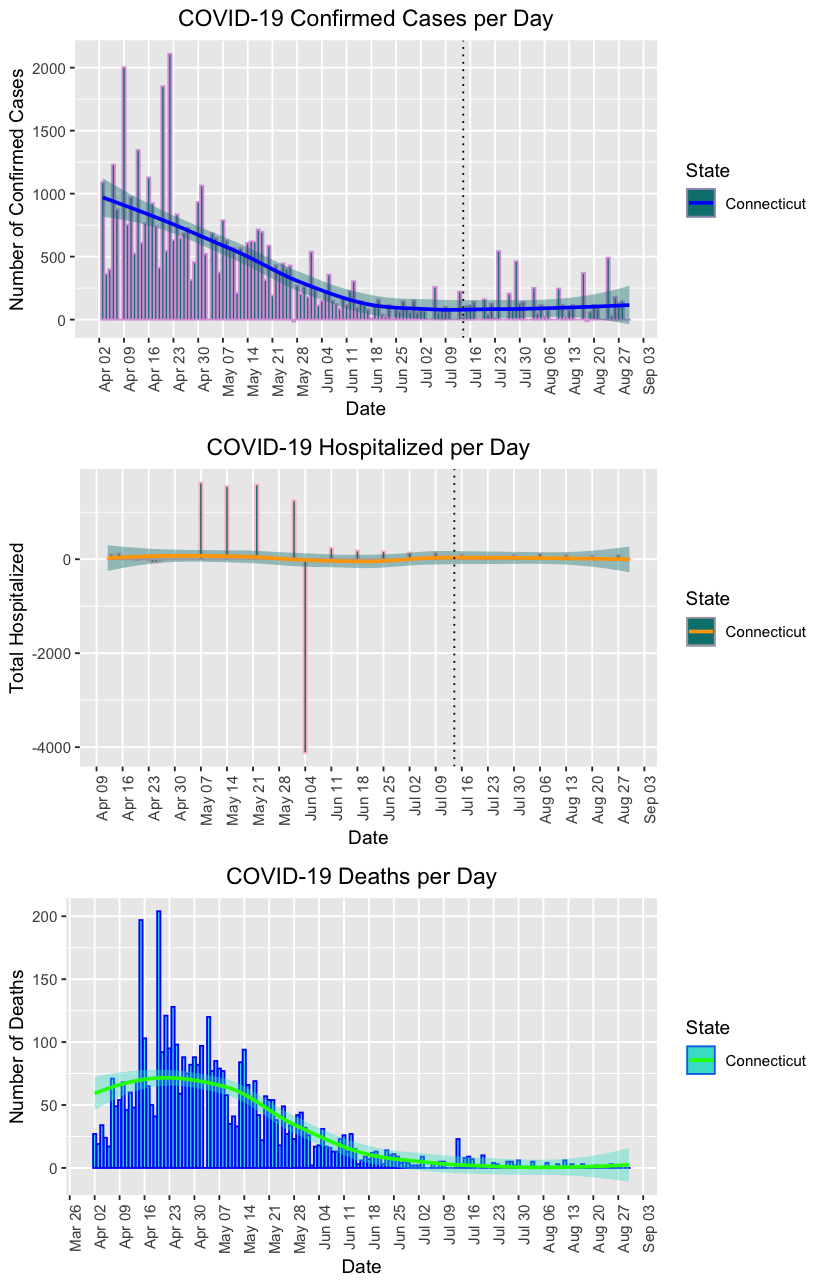 COVID-19 Confirmed Cases per Day
Number of Confirmed Cases
2000
1500
1000
500
0
Apr 02
Apr 09
Apr 16
Apr 23
Apr 30
May 07
May 14
May 21
May 28
Jun 04
Jun 11
Jun 18
Jun 25
Jul 02
Jul 09
Jul 16
Jul 23
Jul 30
Aug 06
Aug 13
Aug 20
Aug 27
Sep 03
Date
State
Connecticut
COVID-19 Hospitalized per Day
Total Hospitalized
0
-2000
-4000
Apr 09
Apr 16
Apr 23
Apr 30
May 07
May 14
May 21
May 28
Jun 04
Jun 11
Jun 18
Jun 25
Jul 02
Jul 09
Jul 16
Jul 23
Jul 30
Aug 06
Aug 13
Aug 20
Aug 27
Sep 03
Date
State
Connecticut
COVID-19 Deaths per Day
Number of Deaths
200
150
100
50
0
Mar 26
Apr 02
Apr 09
Apr 16
Apr 23
Apr 30
May 07
May 14
May 21
May 28
Jun 04
Jun 11
Jun 18
Jun 25
Jul 02
Jul 09
Jul 16
Jul 23
Jul 30
Aug 06
Aug 13
Aug 20
Aug 27
Sep 03
Date
State
Connecticut